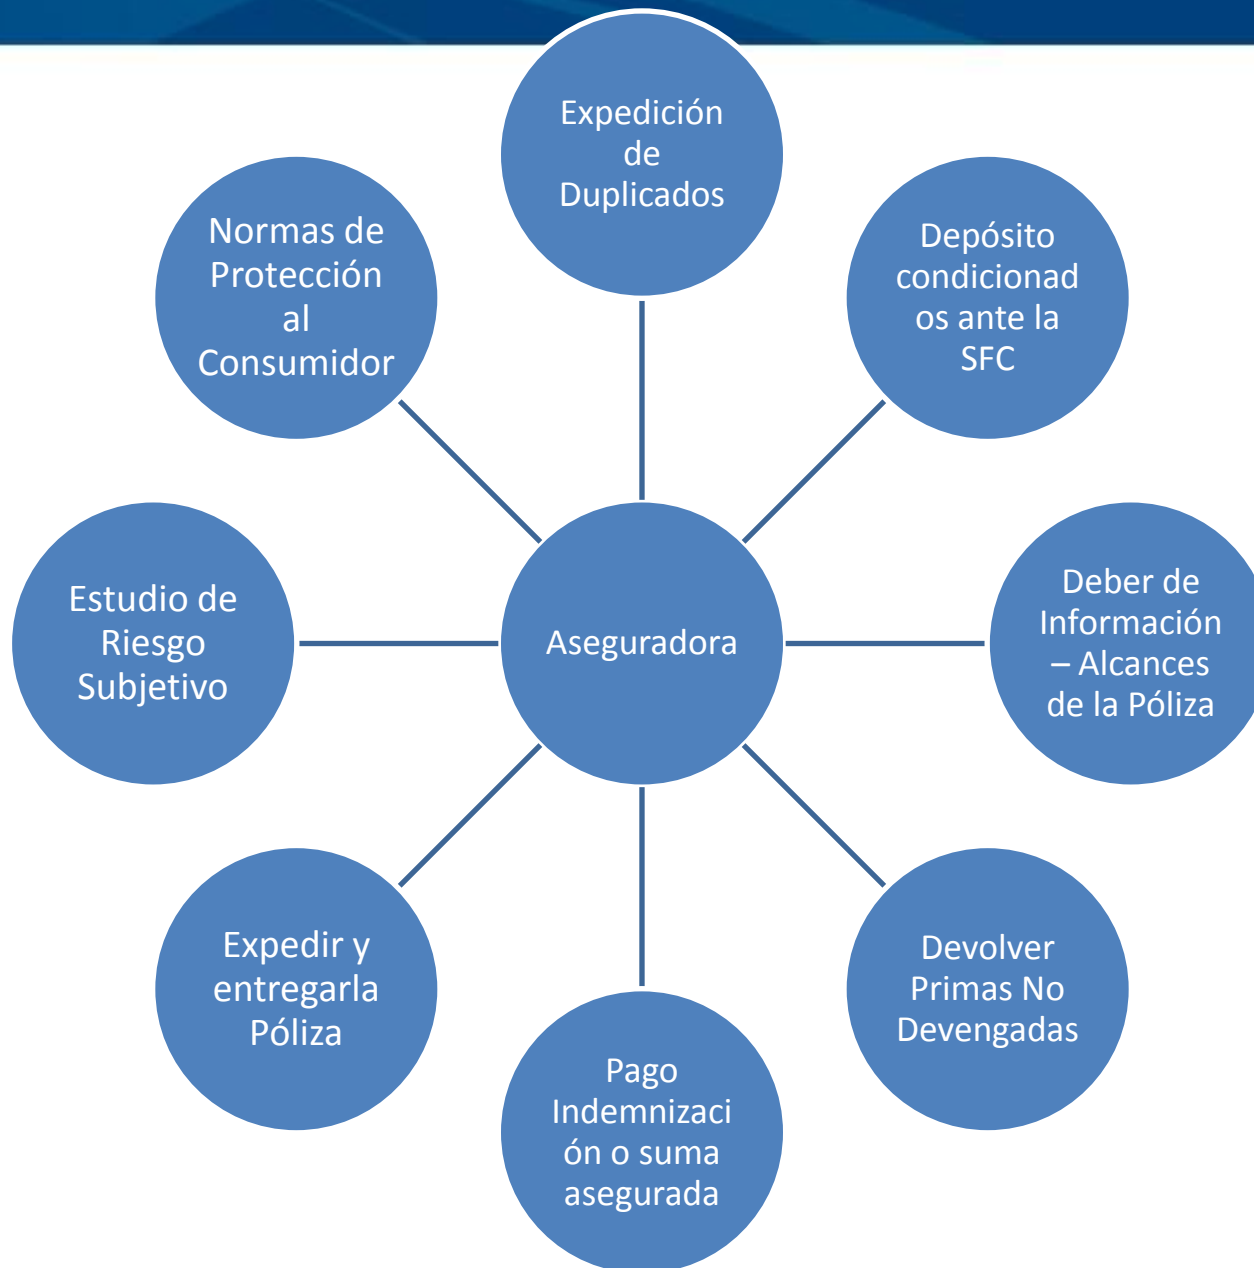 Expedición
de
Duplicados
Depósito
condicionad
os ante la
SFC
Deber de
Información
– Alcances
de la Póliza
Devolver
Primas No
Devengadas
Pago
Indemnizaci
ón o suma
asegurada
Expedir y
entregarla
Póliza
Estudio de
Riesgo
Subjetivo
Normas de
Protección
al
Consumidor
Aseguradora